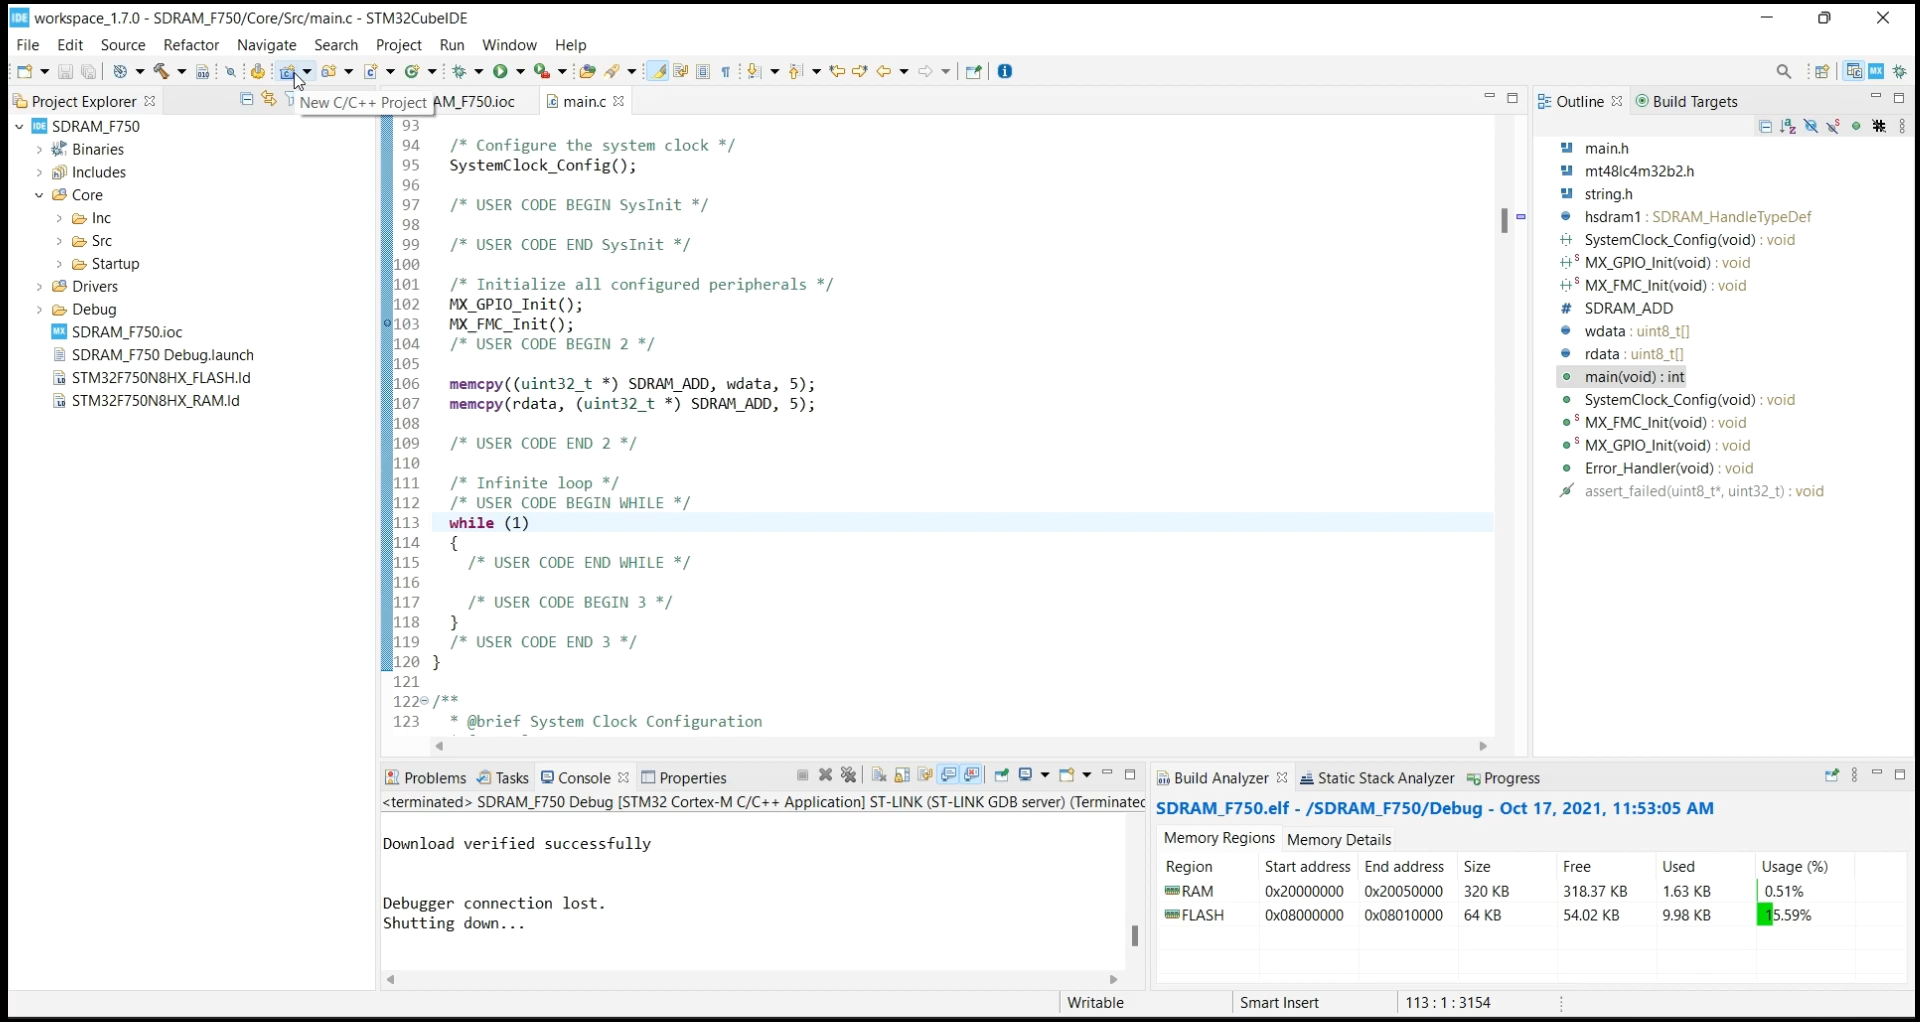 IDE workspace_1.7.0 - SDRAM_F750/Core/Src/main.c - STM32CubeIDE
File Edit Source Refactor Navigate Search Project Run Window Help
Project Explorer
New C/C++ Project
AM_F750.ioc
main.c
Outline
Build Targets
IDE SDRAM_F750
Binaries
Includes
Core
Inc
Src
Startup
Drivers
Debug
MX SDRAM_F750.ioc
SDRAM_F750 Debug.launch
STM32F750N8HX_FLASH.ld
STM32F750N8HX_RAM.ld
93
94 /* Configure the system clock */
95 SystemClock_Config();
96
97 /* USER CODE BEGIN SysInit */
98
99 /* USER CODE END SysInit */
100
101 /* Initialize all configured peripherals */
102 MX_GPIO_Init();
103 MX_FMC_Init();
104 /* USER CODE BEGIN 2 */
105
106 memcpy((uint32_t *) SDRAM_ADD, wdata, 5);
107 memcpy(rdata, (uint32_t *) SDRAM_ADD, 5);
108
109 /* USER CODE END 2 */
110
111 /* Infinite loop */
112 /* USER CODE BEGIN WHILE */
113 while (1)
114 {
115 /* USER CODE END WHILE */
116
117 /* USER CODE BEGIN 3 */
118 }
119 /* USER CODE END 3 */
120 }
121
122 /**
123 * @brief System Clock Configuration
main.h
mt48lc4m32b2.h
string.h
hsdram1 : SDRAM_HandleTypeDef
SystemClock_Config(void) : void
MX_GPIO_Init(void) : void
MX_FMC_Init(void) : void
# SDRAM_ADD
wdata : uint8_t[]
rdata : uint8_t[]
main(void) : int
SystemClock_Config(void) : void
MX_FMC_Init(void) : void
MX_GPIO_Init(void) : void
Error_Handler(void) : void
assert_failed(uint8_t*, uint32_t) : void
Problems Tasks Console Properties
<terminated> SDRAM_F750 Debug [STM32 Cortex-M C/C++ Application] ST-LINK (ST-LINK GDB server) (Terminated
Download verified successfully
Debugger connection lost.
Shutting down...
Build Analyzer Static Stack Analyzer Progress
SDRAM_F750.elf - /SDRAM_F750/Debug - Oct 17, 2021, 11:53:05 AM
Memory Regions Memory Details
Region Start address End address Size Free Used Usage (%)
RAM 0x20000000 0x20050000 320 KB 318.37 KB 1.63 KB 0.51%
FLASH 0x08000000 0x08010000 64 KB 54.02 KB 9.98 KB 15.59%
Writable Smart Insert 113 : 1 : 3154